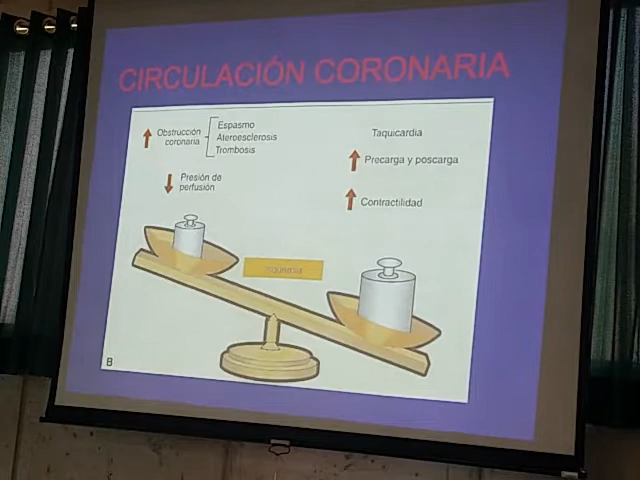 CIRCULACIÓN CORONARIA
Obstrucción
coronaria
Espasmo
Ateroesclerosis
Trombosis
Presión de
perfusión
Taquicardia
Precarga y poscarga
Contractilidad
Isquemia
B